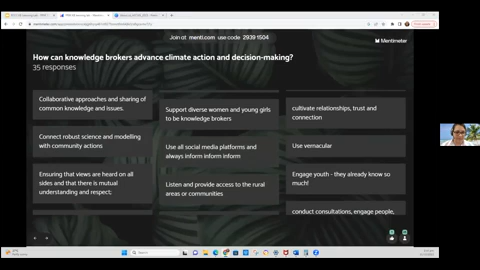 Join at menti.com use code 2939 1504
Mentimeter
How can knowledge brokers advance climate action and decision-making?
35 responses
Collaborative approaches and sharing of
common knowledge and issues.
Connect robust science and modelling
with community actions
Ensuring that views are heard on all
sides and that there is mutual
understanding and respect;
Support diverse women and young girls
to be knowledge brokers
Use all social media platforms and
always inform inform inform
Listen and provide access to the rural
areas or communities
cultivate relationships, trust and
connection
Use vernacular
Engage youth - they already know so
much!
conduct consultations, engage people,
Search